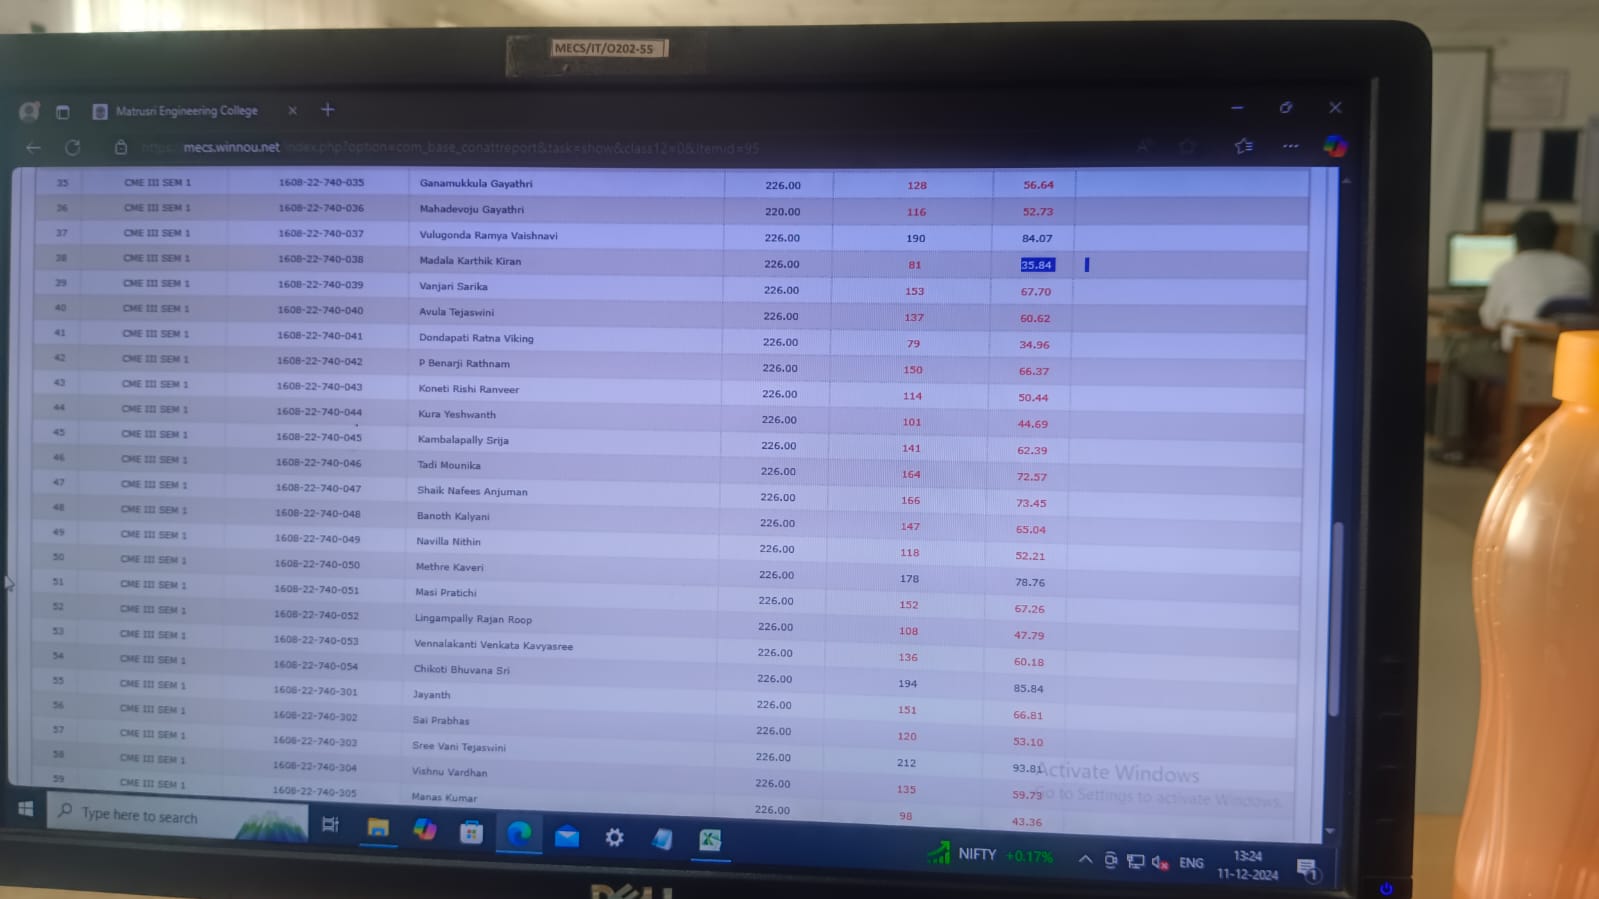 MECS/IT/O202-55
Matrusri Engineering College
https: mecs.winnou.net index.php?option=com_base_conattreport&task=show&class12=0&Itemid=95
35 CME III SEM 1 1608-22-740-035 Ganamukkula Gayathri 226.00 128 56.64
36 CME III SEM 1 1608-22-740-036 Mahadevoju Gayathri 220.00 116 52.73
37 CME III SEM 1 1608-22-740-037 Vulugonda Ramya Vaishnavi 226.00 190 84.07
38 CME III SEM 1 1608-22-740-038 Madala Karthik Kiran 226.00 81 35.84
39 CME III SEM 1 1608-22-740-039 Vanjari Sarika 226.00 153 67.70
40 CME III SEM 1 1608-22-740-040 Avula Tejaswini 226.00 137 60.62
41 CME III SEM 1 1608-22-740-041 Dondapati Ratna Viking 226.00 79 34.96
42 CME III SEM 1 1608-22-740-042 P Benarji Rathnam 226.00 150 66.37
43 CME III SEM 1 1608-22-740-043 Koneti Rishi Ranveer 226.00 114 50.44
44 CME III SEM 1 1608-22-740-044 Kura Yeshwanth 226.00 101 44.69
45 CME III SEM 1 1608-22-740-045 Kambalapally Srija 226.00 141 62.39
46 CME III SEM 1 1608-22-740-046 Tadi Mounika 226.00 164 72.57
47 CME III SEM 1 1608-22-740-047 Shaik Nafees Anjuman 226.00 166 73.45
48 CME III SEM 1 1608-22-740-048 Banoth Kalyani 226.00 147 65.04
49 CME III SEM 1 1608-22-740-049 Navilla Nithin 226.00 118 52.21
50 CME III SEM 1 1608-22-740-050 Methre Kaveri 226.00 178 78.76
51 CME III SEM 1 1608-22-740-051 Masi Pratichi 226.00 152 67.26
52 CME III SEM 1 1608-22-740-052 Lingampally Rajan Roop 226.00 108 47.79
53 CME III SEM 1 1608-22-740-053 Vennalakanti Venkata Kavyasree 226.00 136 60.18
54 CME III SEM 1 1608-22-740-054 Chikoti Bhuvana Sri 226.00 194 85.84
55 CME III SEM 1 1608-22-740-301 Jayanth 226.00 151 66.81
56 CME III SEM 1 1608-22-740-302 Sai Prabhas 226.00 120 53.10
57 CME III SEM 1 1608-22-740-303 Sree Vani Tejaswini 226.00 212 93.81
58 CME III SEM 1 1608-22-740-304 Vishnu Vardhan 226.00 135 59.73
59 CME III SEM 1 1608-22-740-305 Manas Kumar 226.00 98 43.36
Activate Windows
Go to Settings to activate Windows.
Type here to search
NIFTY +0.17%
ENG
13:24
11-12-2024
1
DELL